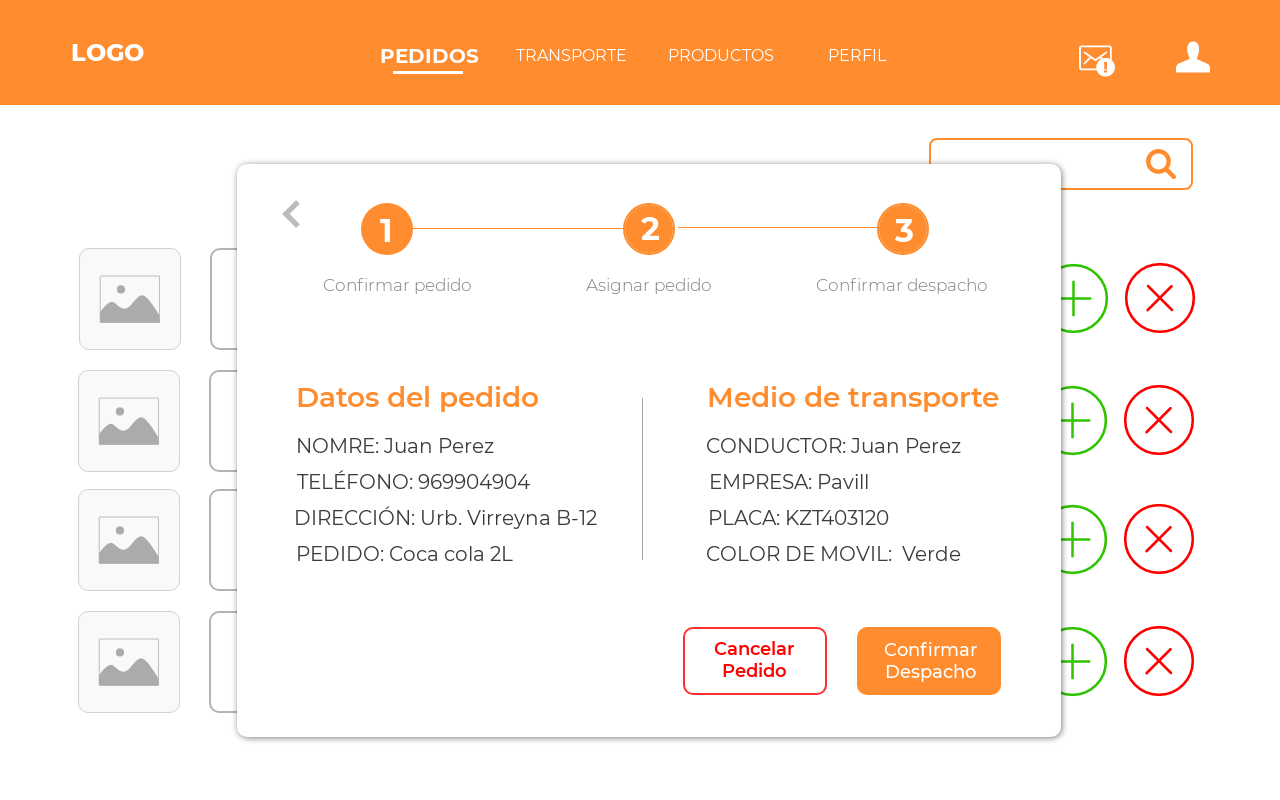 LOGO
PEDIDOS TRANSPORTE PRODUCTOS PERFIL
1 2 3
Confirmar pedido Asignar pedido Confirmar despacho
Datos del pedido
NOMRE: Juan Perez
TELÉFONO: 969904904
DIRECCIÓN: Urb. Virreyna B-12
PEDIDO: Coca cola 2L
Medio de transporte
CONDUCTOR: Juan Perez
EMPRESA: Pavill
PLACA: KZT403120
COLOR DE MOVIL: Verde
Cancelar
Pedido
Confirmar
Despacho